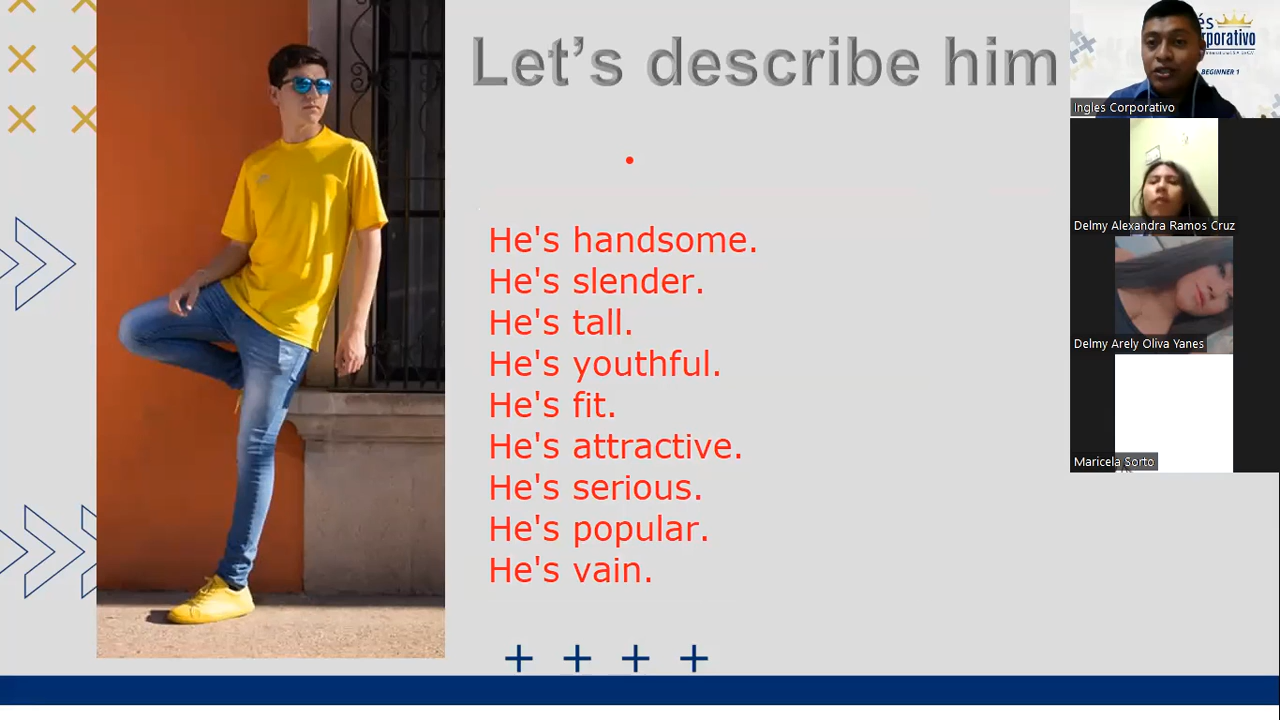 Let's describe him
He's handsome.
He's slender.
He's tall.
He's youthful.
He's fit.
He's attractive.
He's serious.
He's popular.
He's vain.
BEGINNER 1
Ingles Corporativo
Delmy Alexandra Ramos Cruz
Delmy Arely Oliva Yanes
Maricela Sorto